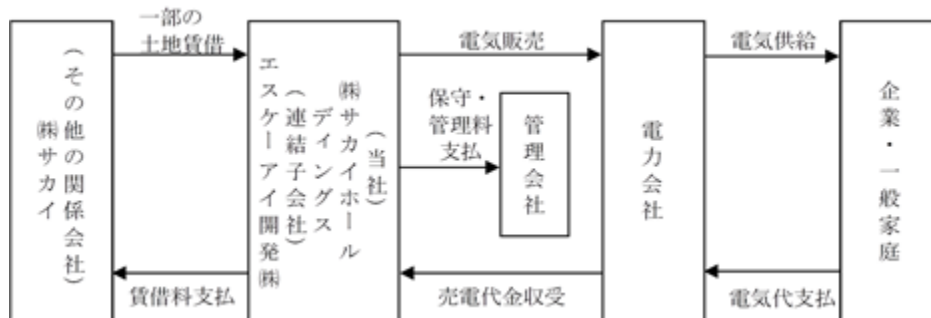 ㈱サカイ
（その他の関係会社）
一部の
土地賃借
賃借料支払
㈱サカイホール
ディングス
（当社）
エスケーアイ開発㈱
（連結子会社）
電気販売
保守・
管理料
支払
管理会社
売電代金収受
電力会社
電気供給
電気代支払
企業・一般家庭